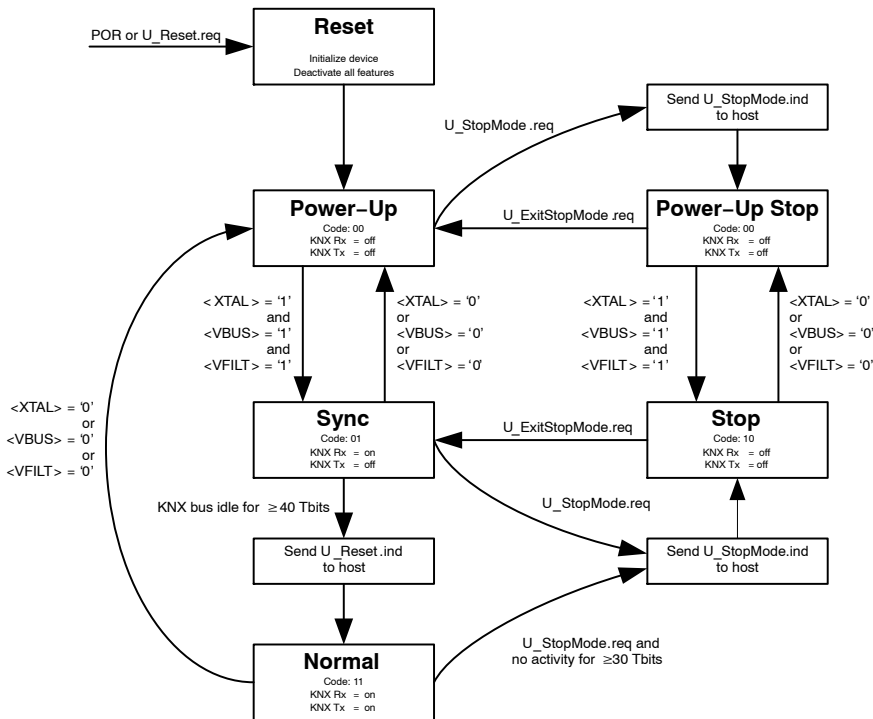 Reset
POR or U_Reset.req
Initialize device
Deactivate all features
Send U_StopMode.ind
to host
U_StopMode .req
Power–Up
Code: 00
KNX Rx = off
KNX Tx = off
U_ExitStopMode .req
Power–Up Stop
Code: 00
KNX Rx = off
KNX Tx = off
<XTAL> = ‘1’
and
<VBUS> = ‘1’
and
<VFILT> = ‘1’
<XTAL> = ‘0’
or
<VBUS> = ‘0’
or
<VFILT> = ‘0’
<XTAL> = ‘1’
and
<VBUS> = ‘1’
and
<VFILT> = ‘1’
<XTAL> = ‘0’
or
<VBUS> = ‘0’
or
<VFILT> = ‘0’
<XTAL> = ‘0’
or
<VBUS> = ‘0’
or
<VFILT> = ‘0’
Sync
Code: 01
KNX Rx = on
KNX Tx = off
U_ExitStopMode.req
Stop
Code: 10
KNX Rx = off
KNX Tx = off
KNX bus idle for ≥40 Tbits
U_StopMode.req
Send U_Reset.ind
to host
Send U_StopMode.ind
to host
Normal
Code: 11
KNX Rx = on
KNX Tx = on
U_StopMode.req and
no activity for ≥30 Tbits